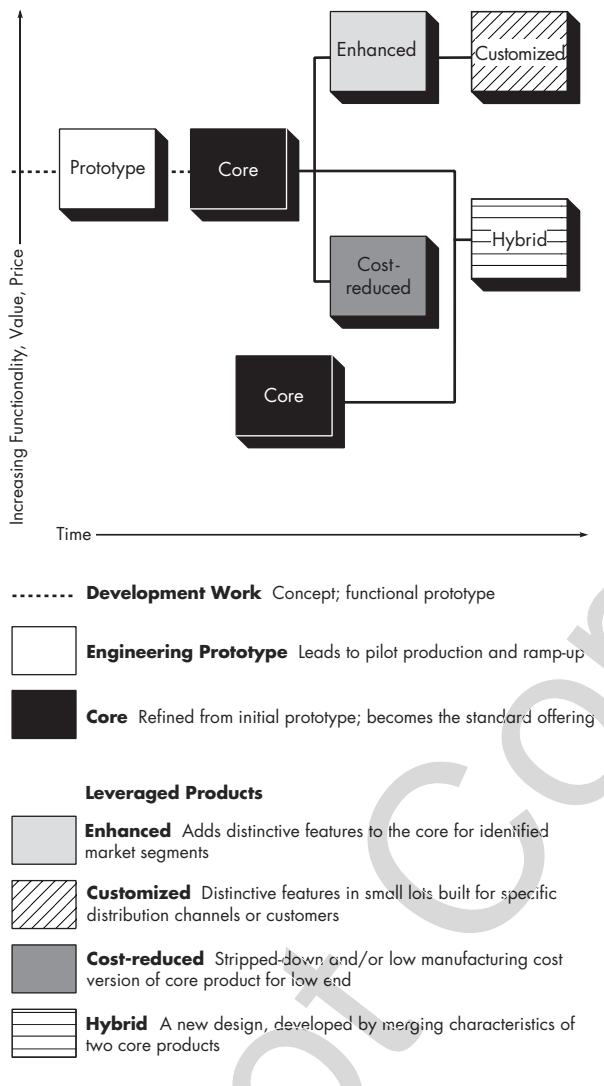 Increasing Functionality, Value, Price
Enhanced
Customized
Prototype
Core
Hybrid
Cost-
reduced
Core
Time
Development Work Concept; functional prototype
Engineering Prototype Leads to pilot production and ramp-up
Core Refined from initial prototype; becomes the standard offering
Leveraged Products
Enhanced Adds distinctive features to the core for identified
market segments
Customized Distinctive features in small lots built for specific
distribution channels or customers
Cost-reduced Stripped-down and/or low manufacturing cost
version of core product for low end
Hybrid A new design, developed by merging characteristics of
two core products